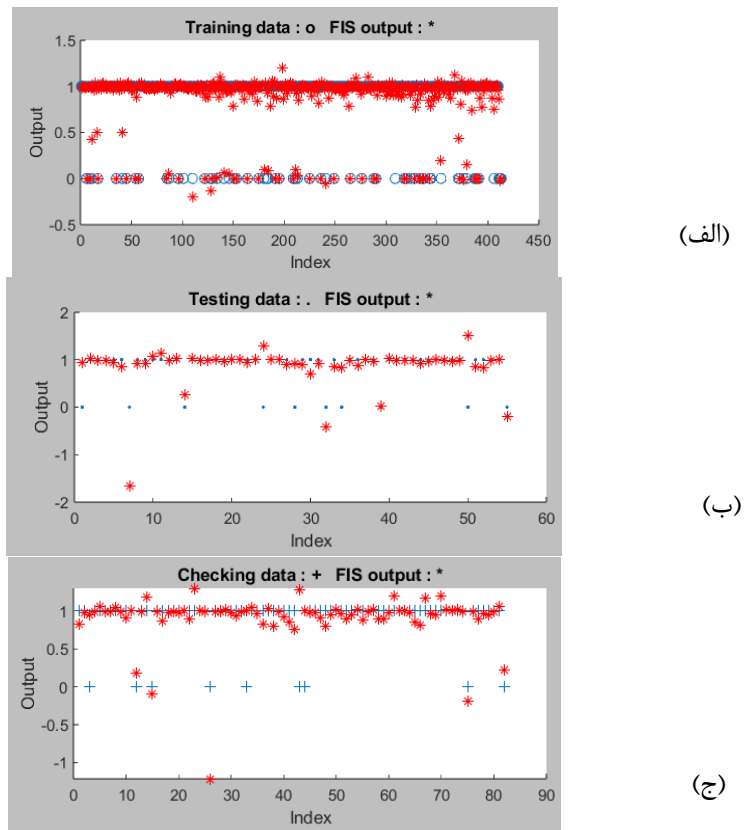 Training data : o   FIS output : *
1.5
1
0.5
0
-0.5
Output
0 50 100 150 200 250 300 350 400 450
Index
(الف)
Testing data : .   FIS output : *
2
1
0
-1
-2
Output
0 10 20 30 40 50 60
Index
(ب)
Checking data : +   FIS output : *
1
0.5
0
-0.5
-1
Output
0 10 20 30 40 50 60 70 80 90
Index
(ج)